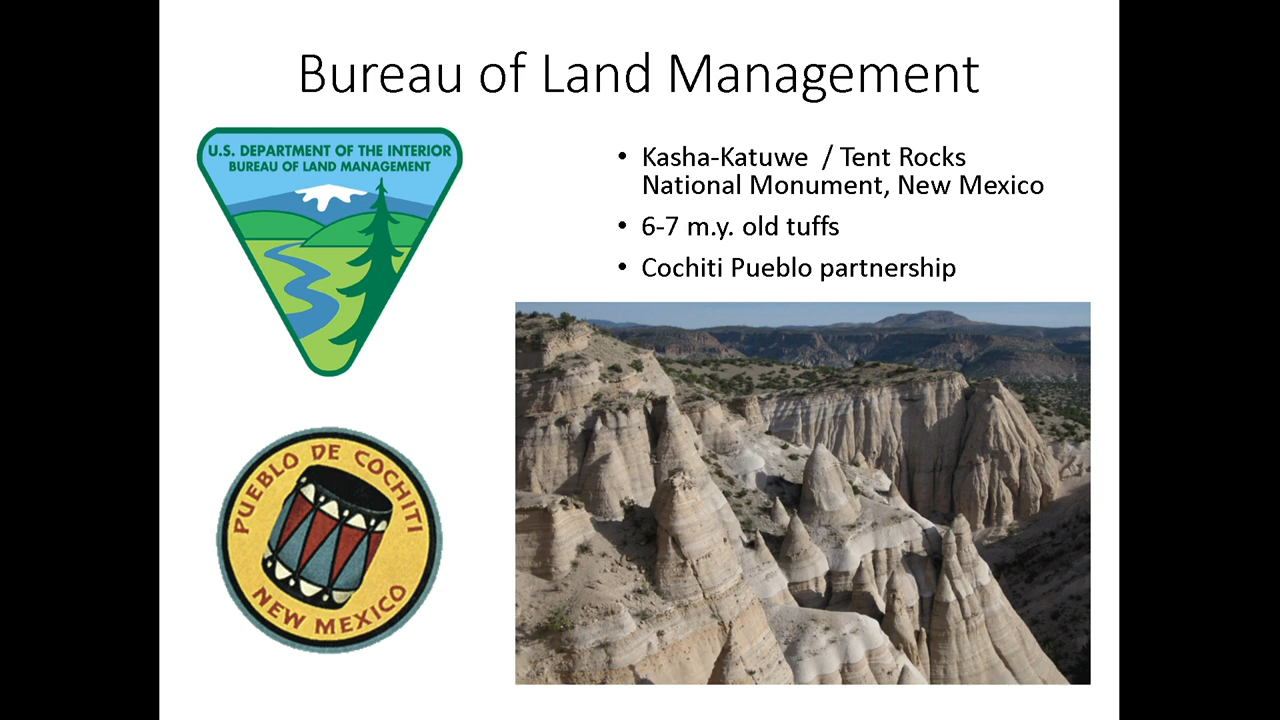 Bureau of Land Management
U.S. DEPARTMENT OF THE INTERIOR
BUREAU OF LAND MANAGEMENT
• Kasha-Katuwe / Tent Rocks
National Monument, New Mexico
• 6-7 m.y. old tuffs
• Cochiti Pueblo partnership
PUEBLO DE COCHITI
NEW MEXICO